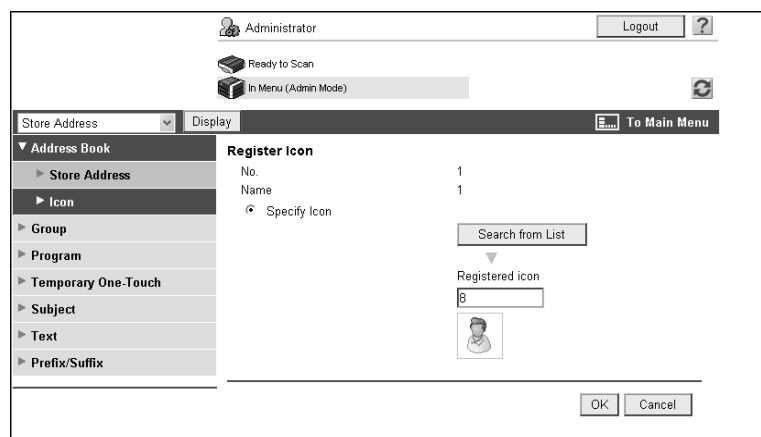 Administrator
Logout
?
Ready to Scan
In Menu (Admin Mode)
Store Address
Display
To Main Menu
Address Book
Store Address
Icon
Group
Program
Temporary One-Touch
Subject
Text
Prefix/Suffix
Register Icon
No. 1
Name 1
Specify Icon
Search from List
Registered icon
8
OK Cancel